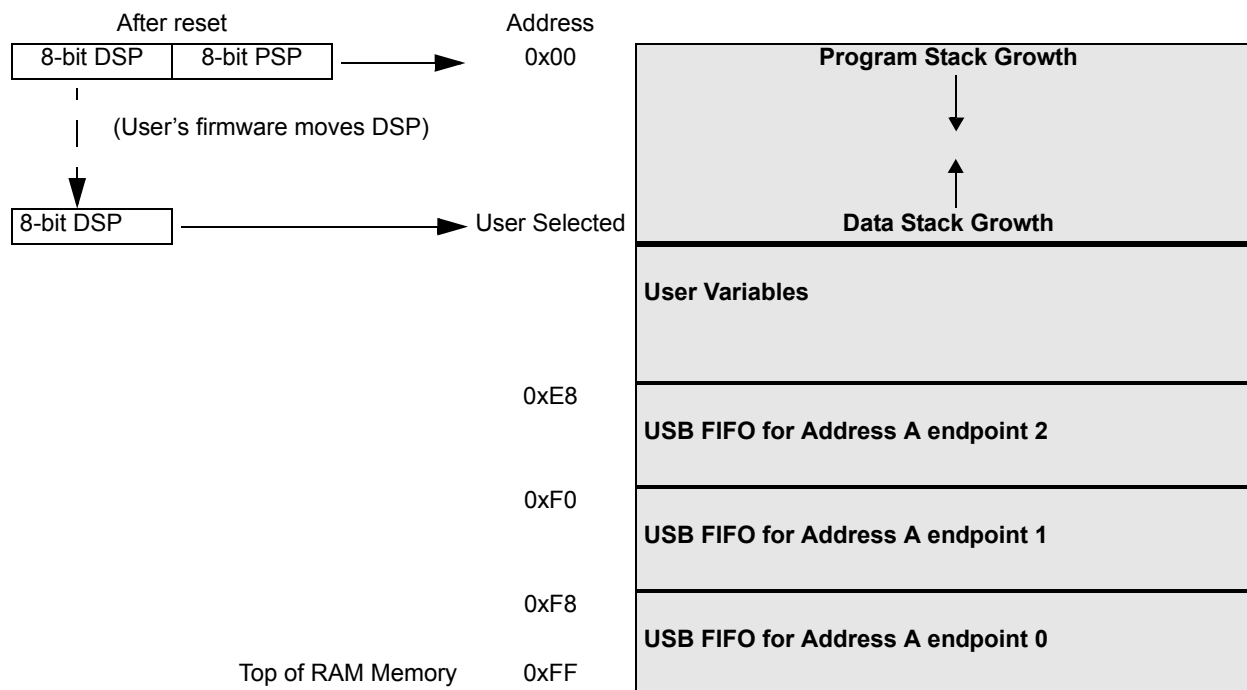 After reset
Address
8-bit DSP 8-bit PSP
0x00
Program Stack Growth
(User's firmware moves DSP)
8-bit DSP
User Selected
Data Stack Growth
User Variables
0xE8
USB FIFO for Address A endpoint 2
0xF0
USB FIFO for Address A endpoint 1
0xF8
USB FIFO for Address A endpoint 0
Top of RAM Memory 0xFF